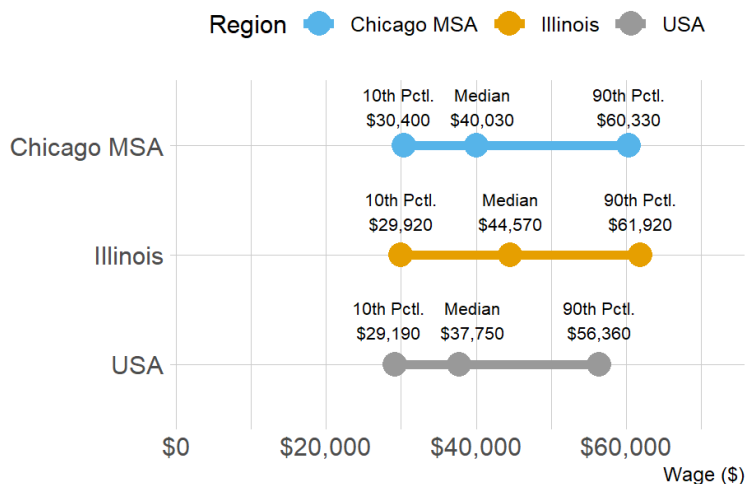 Region Chicago MSA Illinois USA
10th Pctl. Median 90th Pctl.
$30,400 $40,030 $60,330
Chicago MSA
10th Pctl. Median 90th Pctl.
$29,920 $44,570 $61,920
Illinois
10th Pctl. Median 90th Pctl.
$29,190 $37,750 $56,360
USA
$0 $20,000 $40,000 $60,000
Wage ($)